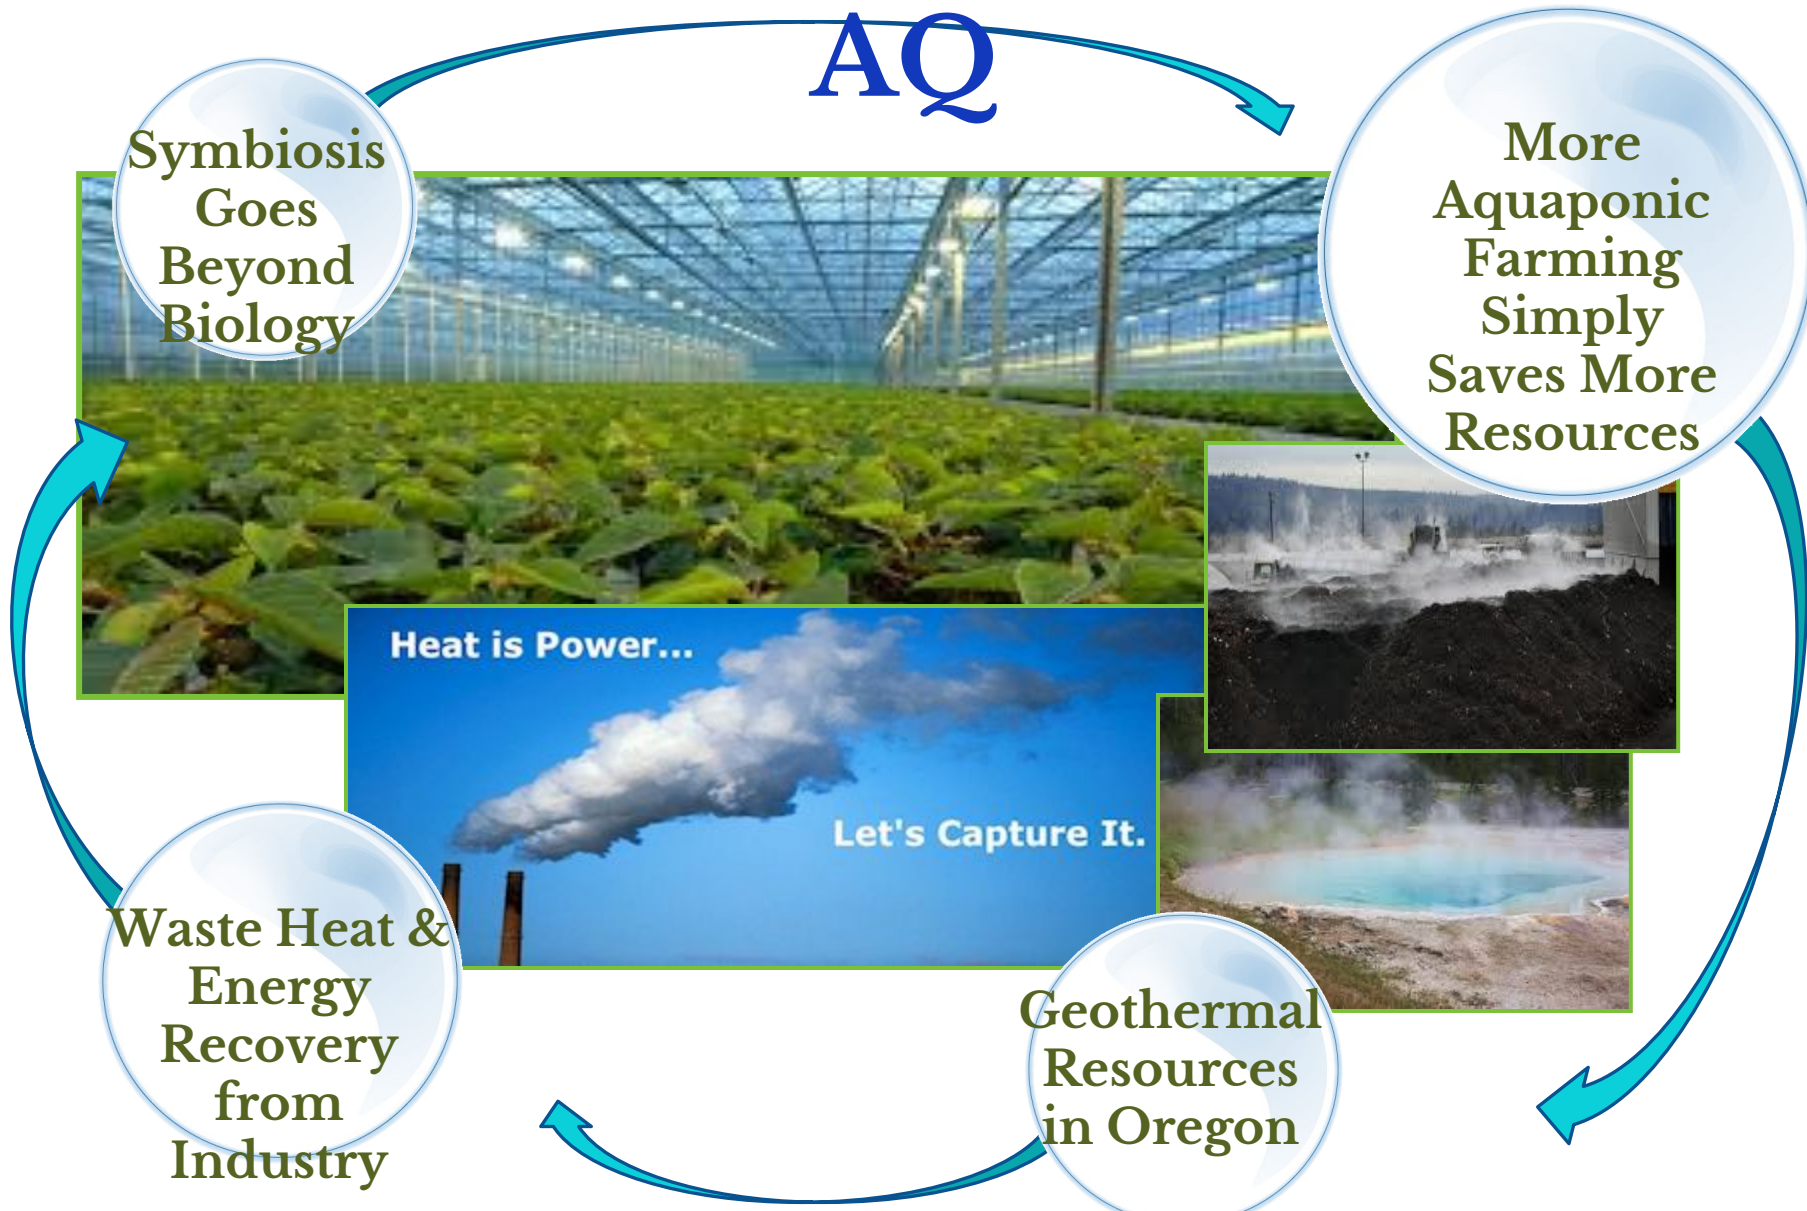 AQ
Symbiosis
Goes
Beyond
Biology
More
Aquaponic
Farming
Simply
Saves More
Resources
Heat is Power...
Let's Capture It.
Waste Heat &
Energy
Recovery
from
Industry
Geothermal
Resources
in Oregon